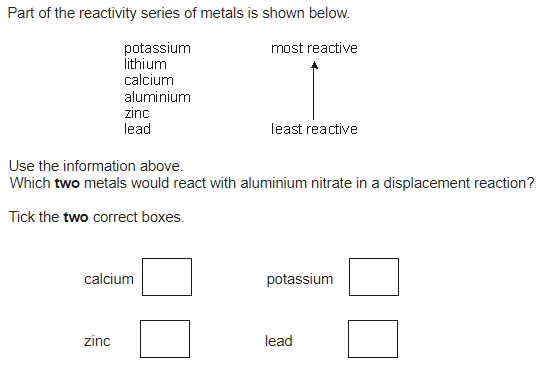 Part of the reactivity series of metals is shown below.
potassium most reactive
lithium
calcium
aluminium
zinc
lead least reactive
Use the information above.
Which two metals would react with aluminium nitrate in a displacement reaction?
Tick the two correct boxes.
calcium potassium
zinc lead